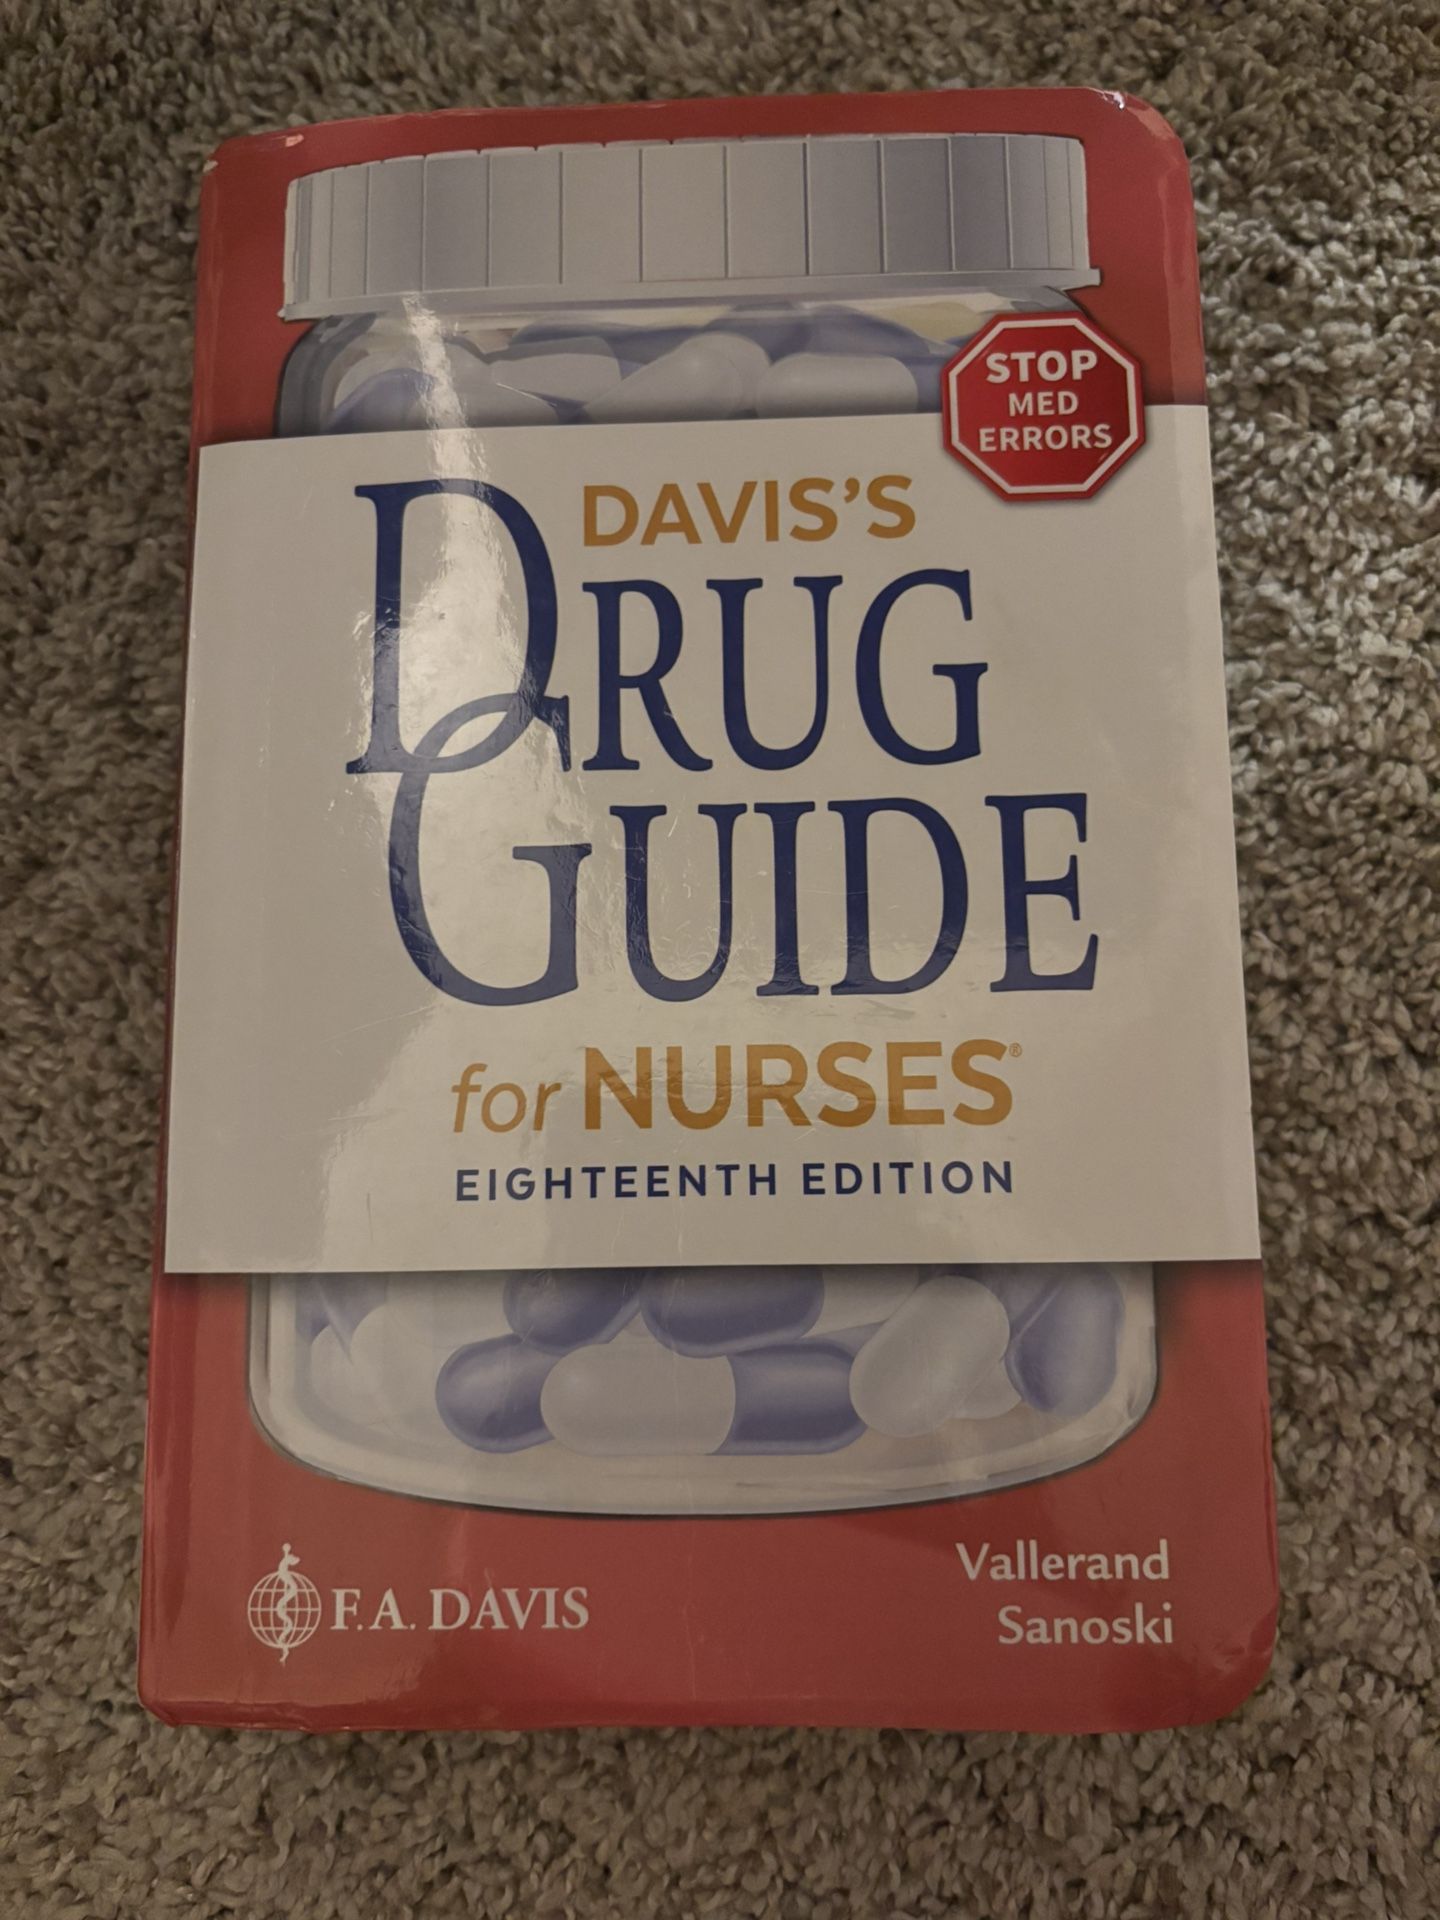 STOP
MED
ERRORS
DAVIS’S
DRUG
GUIDE
for NURSES®
EIGHTEENTH EDITION
F.A. DAVIS
Vallerand
Sanoski